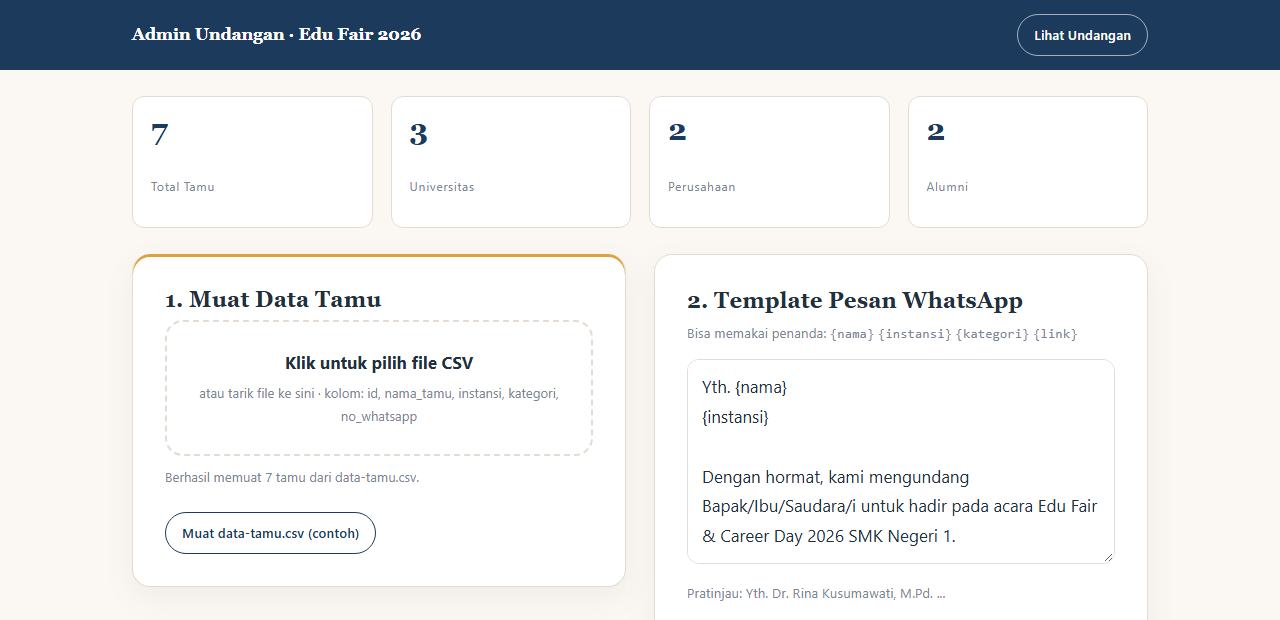 Admin Undangan · Edu Fair 2026
Lihat Undangan
7
Total Tamu
3
Universitas
2
Perusahaan
2
Alumni
1. Muat Data Tamu
Klik untuk pilih file CSV
atau tarik file ke sini · kolom: id, nama_tamu, instansi, kategori,
no_whatsapp
Berhasil memuat 7 tamu dari data-tamu.csv.
Muat data-tamu.csv (contoh)
2. Template Pesan WhatsApp
Bisa memakai penanda: {nama} {instansi} {kategori} {link}
Yth. {nama}
{instansi}
Dengan hormat, kami mengundang
Bapak/Ibu/Saudara/i untuk hadir pada acara Edu Fair
& Career Day 2026 SMK Negeri 1.
Pratinjau: Yth. Dr. Rina Kusumawati, M.Pd. ...